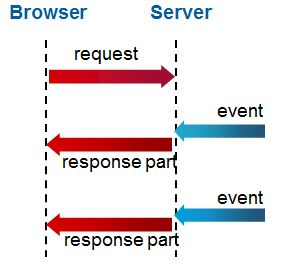 Browser Server
request
event
response part
event
response part